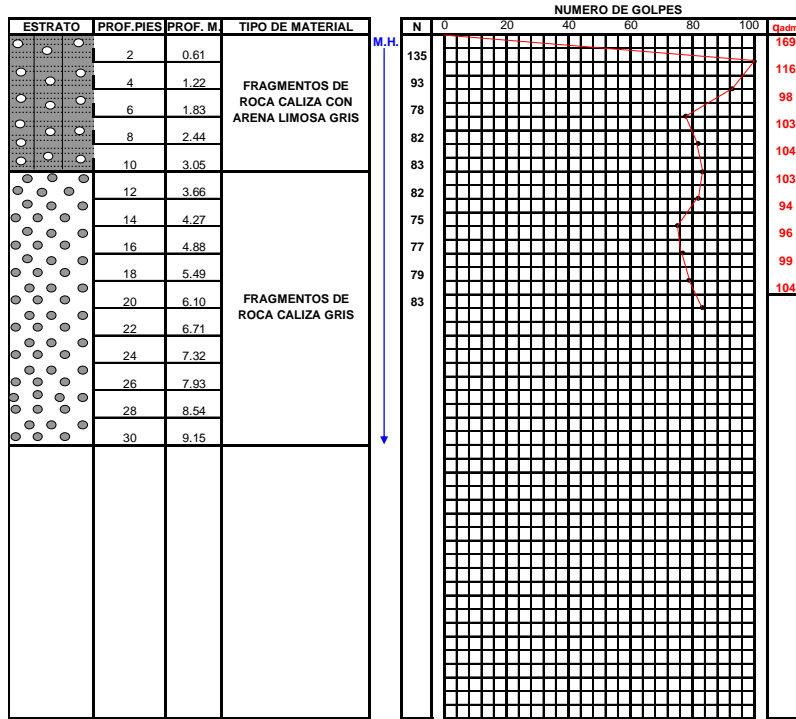 NUMERO DE GOLPES
ESTRATO PROF.PIES PROF. M. TIPO DE MATERIAL N 0 20 40 60 80 100 qadm
M.H.
169
2 0.61 135
116
4 1.22 93
98
6 1.83 78
103
8 2.44 82
104
10 3.05 83
FRAGMENTOS DE
ROCA CALIZA CON
ARENA LIMOSA GRIS
103
12 3.66 82
94
14 4.27 75
96
16 4.88 77
99
18 5.49 79
104
20 6.10 83
22 6.71
24 7.32
26 7.93
28 8.54
30 9.15
FRAGMENTOS DE
ROCA CALIZA GRIS